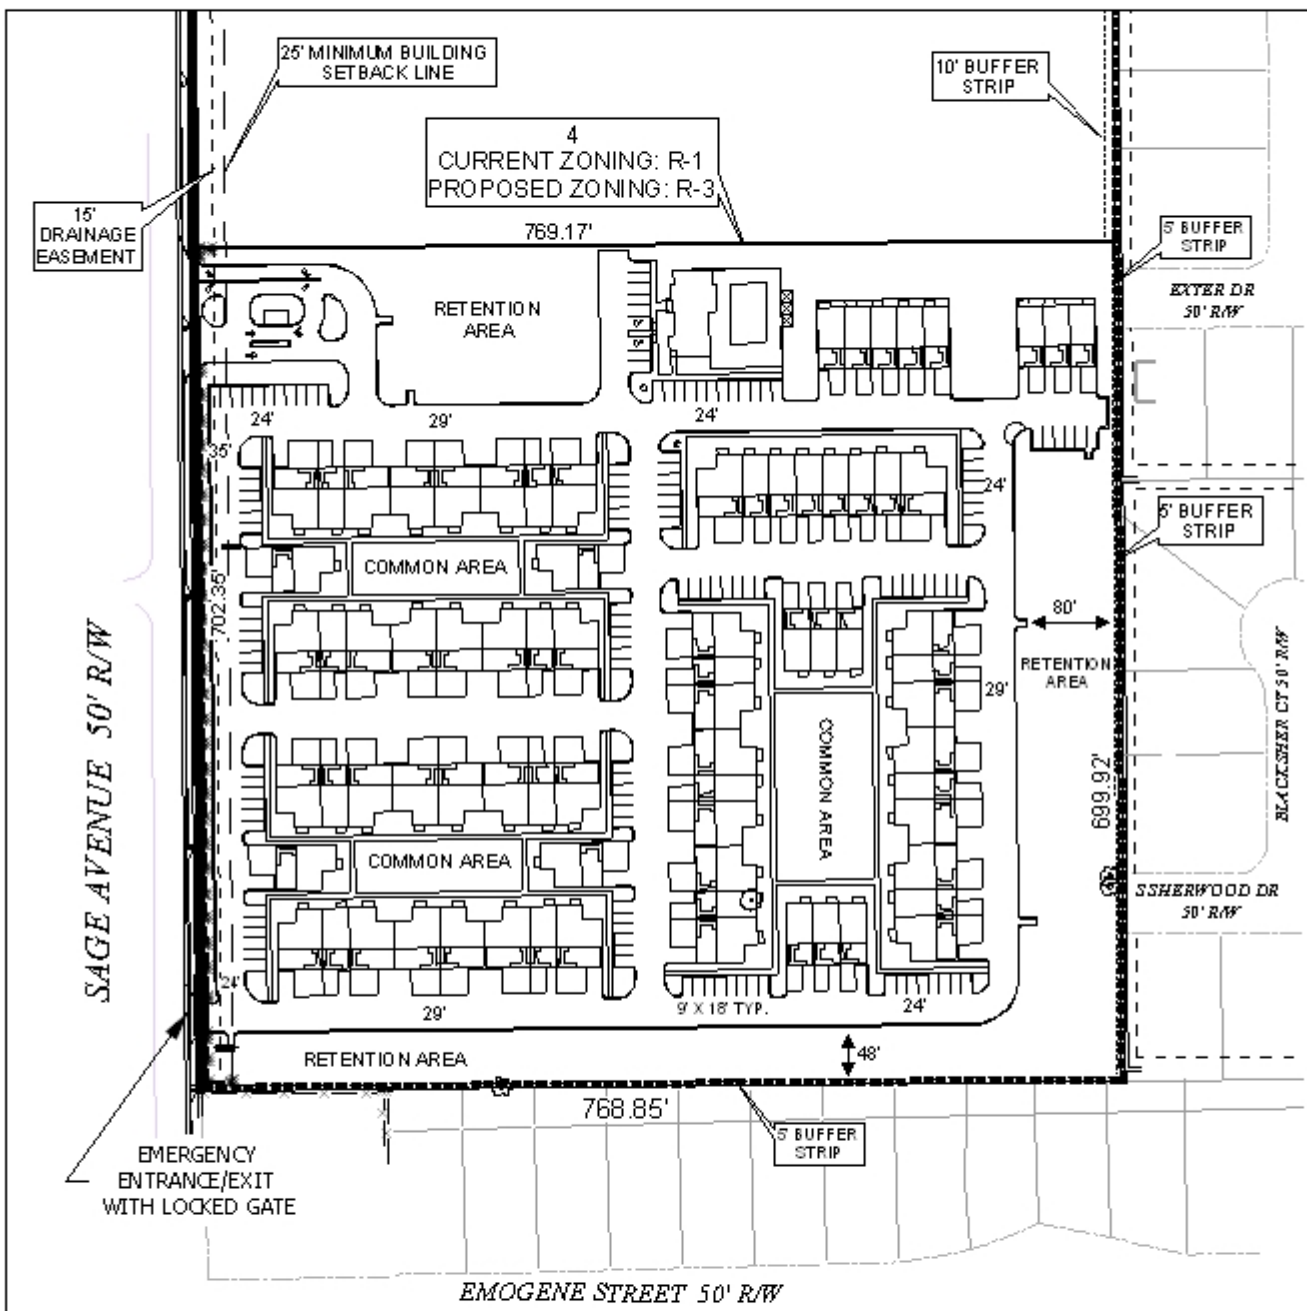 25' MINIMUM BUILDING
SETBACK LINE
10' BUFFER
STRIP
4
CURRENT ZONING: R-1
PROPOSED ZONING: R-3
15'
DRAINAGE
EASEMENT
769.17'
5' BUFFER
STRIP
EXTER DR
50' R/W
RETENTION
AREA
24'
29'
24'
35'
24'
5' BUFFER
STRIP
COMMON AREA
702.35'
80'
RETENTION
AREA
29'
SAGE AVENUE 50' R/W
COMMON AREA
BLACKSHER CT 50' R/W
699.92'
COMMON AREA
SSHERWOOD DR
50' R/W
24'
29'
9' X 18' TYP.
24'
RETENTION AREA
48'
768.85'
5' BUFFER
STRIP
EMERGENCY
ENTRANCE/EXIT
WITH LOCKED GATE
EMOGENE STREET 50' R/W